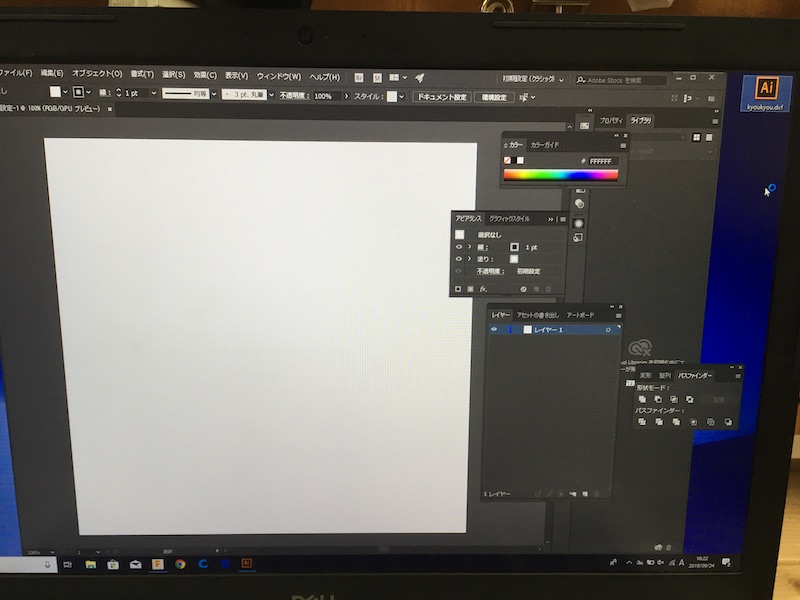 ファイル(F) 編集(E) オブジェクト(O) 書式(T) 選択(S) 効果(C) 表示(V) ウィンドウ(W) ヘルプ(H) Br St 初期設定 (クラシック) Adobe Stock を検索
線: 1 pt 均等 3 pt. 丸筆 不透明度: 100% スタイル: ドキュメント設定 環境設定
設定-1 @ 100% (RGB/GPU プレビュー) ×
Ai
kyoukyou.dxf
プロパティ ライブラリ
カラー カラーガイド
# FFFFFF
アピアランス グラフィックスタイル
選択なし
線: 1 pt
塗り:
不透明度: 初期設定
fx
レイヤー アセットの書き出し アートボード
レイヤー 1
1 レイヤー
変形 整列 パスファインダー
形状モード:
パスファインダー:
100%
1
選択
F
Ai
A
16:22
2019/09/24
DELL